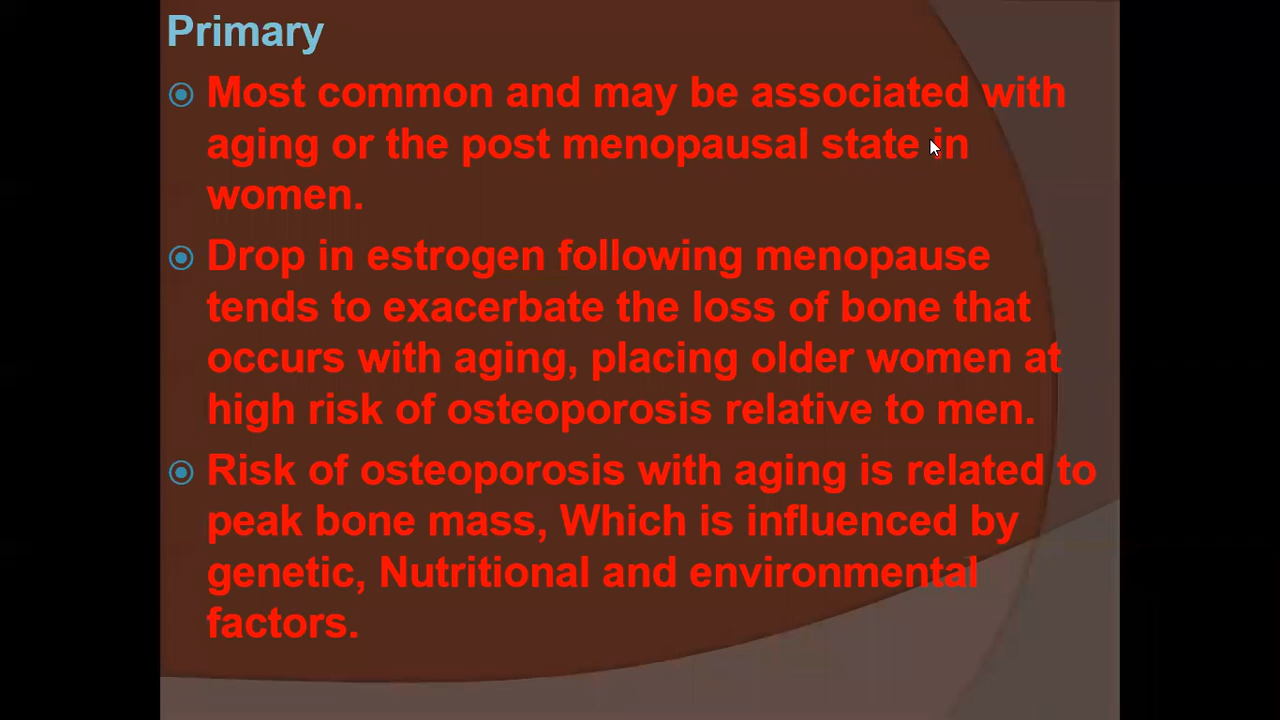 Primary
Most common and may be associated with
aging or the post menopausal state in
women.
Drop in estrogen following menopause
tends to exacerbate the loss of bone that
occurs with aging, placing older women at
high risk of osteoporosis relative to men.
Risk of osteoporosis with aging is related to
peak bone mass, Which is influenced by
genetic, Nutritional and environmental
factors.